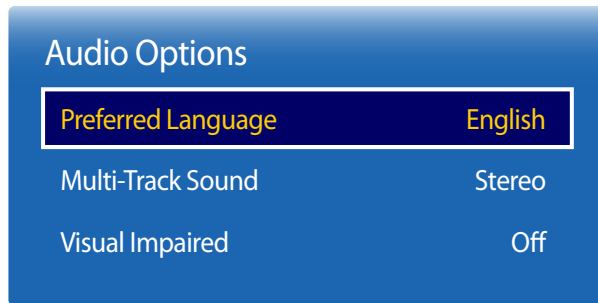 Audio Options
Preferred Language English
Multi-Track Sound Stereo
Visual Impaired Off